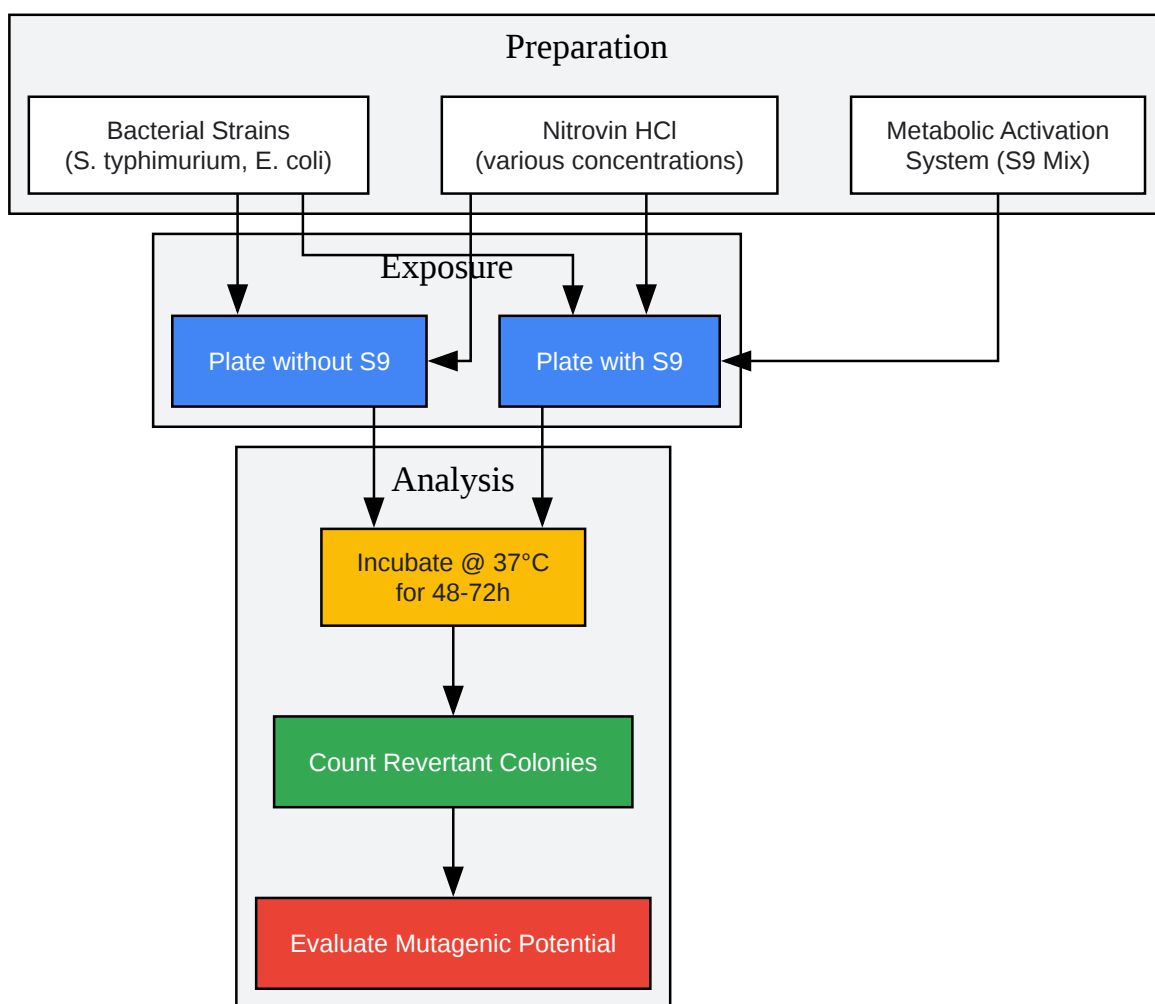 Preparation
Bacterial Strains
(S. typhimurium, E. coli)
Nitrovin HCl
(various concentrations)
Metabolic Activation
System (S9 Mix)
Exposure
Plate without S9
Plate with S9
Analysis
Incubate @ 37°C
for 48-72h
Count Revertant Colonies
Evaluate Mutagenic Potential